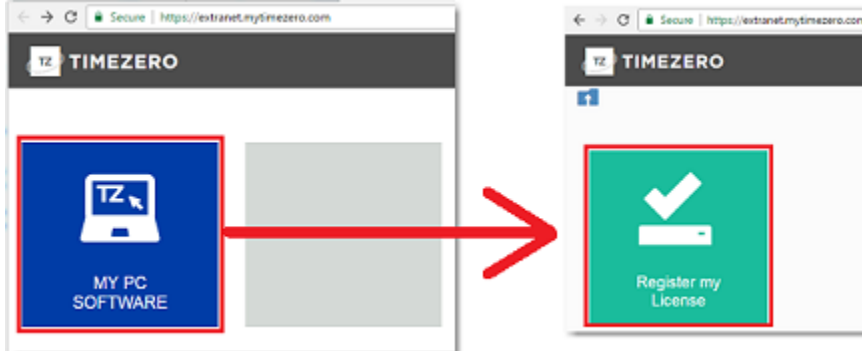 Secure | https://extranet.mytimezero.com
TZ TIMEZERO
TZ
MY PC
SOFTWARE
Secure | https://extranet.mytimezero.com
TZ TIMEZERO
Register my
License